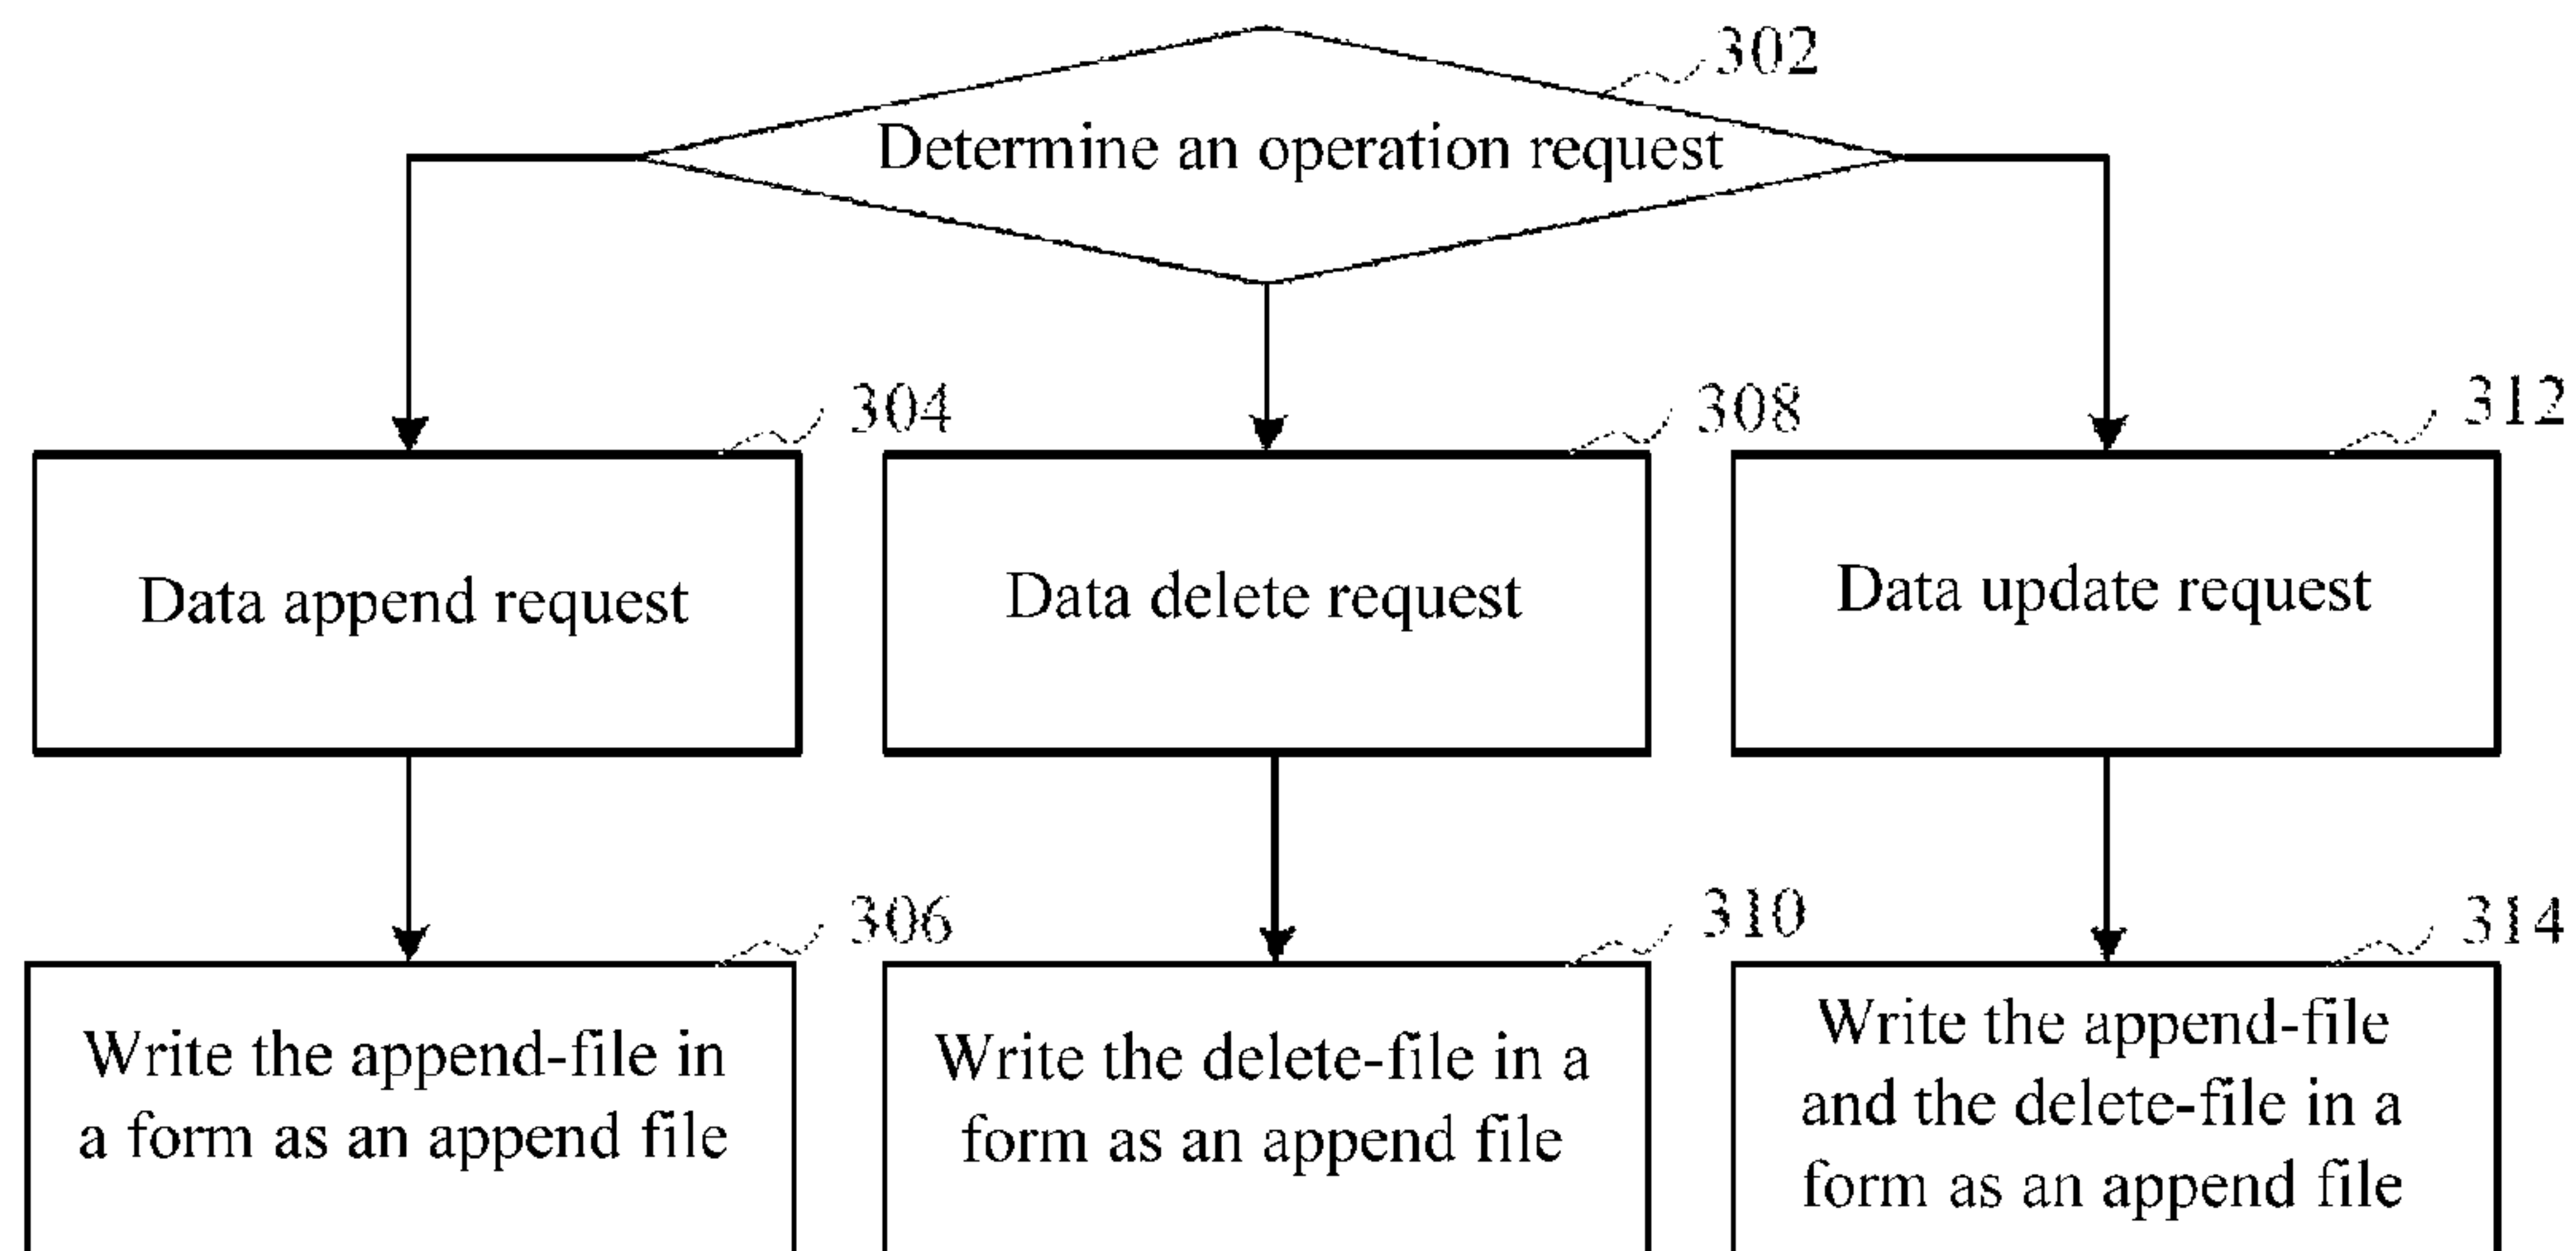 302
Determine an operation request
304
308
312
Data append request
Data delete request
Data update request
306
310
314
Write the append-file in
a form as an append file
Write the delete-file in a
form as an append file
Write the append-file
and the delete-file in a
form as an append file